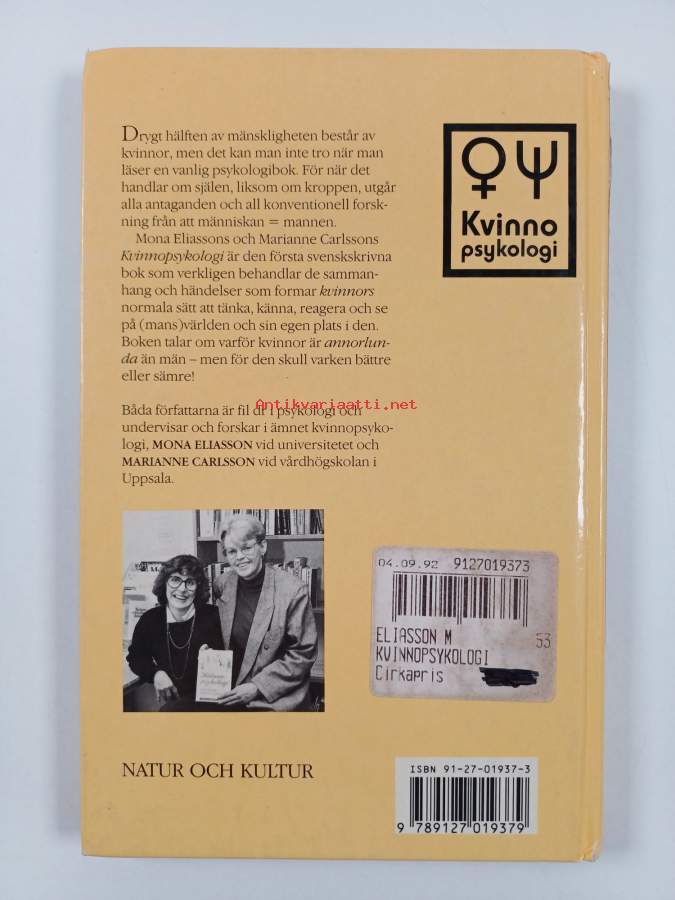 Drygt hälften av mänskligheten består av
kvinnor, men det kan man inte tro när man
läser en vanlig psykologibok. För när det
handlar om själen, liksom om kroppen, utgår
alla antaganden och all konventionell forsk-
ning från att människan = mannen.
Mona Eliassons och Marianne Carlssons
Kvinnopsykologi är den första svenskskrivna
bok som verkligen behandlar de samman-
hang och händelser som formar kvinnors
normala sätt att tänka, känna, reagera och se
på (mans)världen och sin egen plats i den.
Boken talar om varför kvinnor är annorlun-
da än män – men för den skull varken bättre
eller sämre!
Antikvariaatti.net
Båda författarna är fil dr i psykologi och
undervisar och forskar i ämnet kvinnopsyko-
logi, MONA ELIASSON vid universitetet och
MARIANNE CARLSSON vid vårdhögskolan i
Uppsala.
Kvinno
psykologi
Kvinno
psykologi
04.09.92 9127019373
ELIASSON M 53
KVINNOPSYKOLOGI
Cirkapris
NATUR OCH KULTUR
ISBN 91-27-01937-3
9 789127 019379